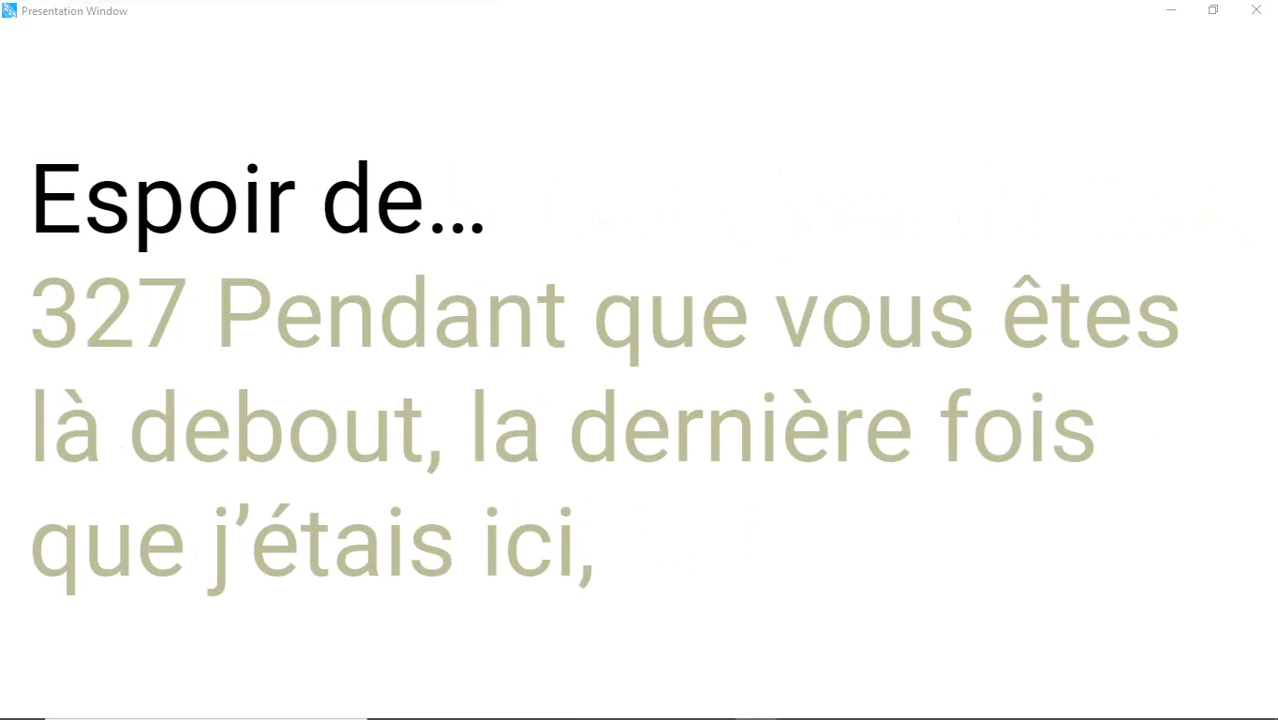 Presentation Window
Espoir de...
327 Pendant que vous êtes
là debout, la dernière fois
que j’étais ici,